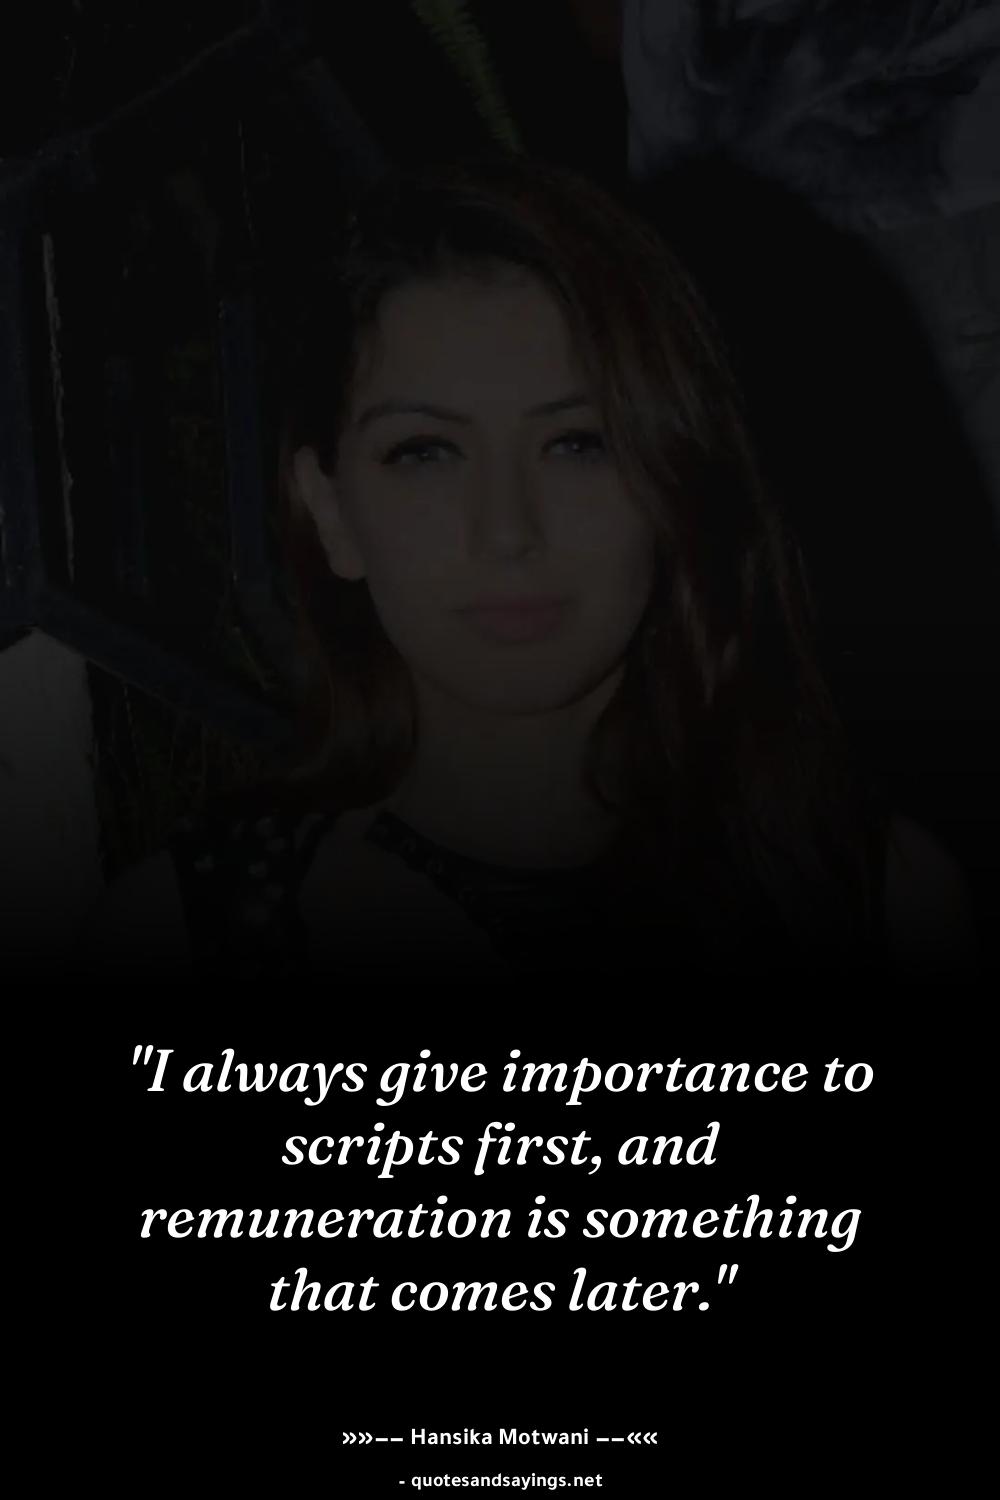 "I always give importance to
scripts first, and
remuneration is something
that comes later."
»»−− Hansika Motwani −−««
- quotesandsayings.net